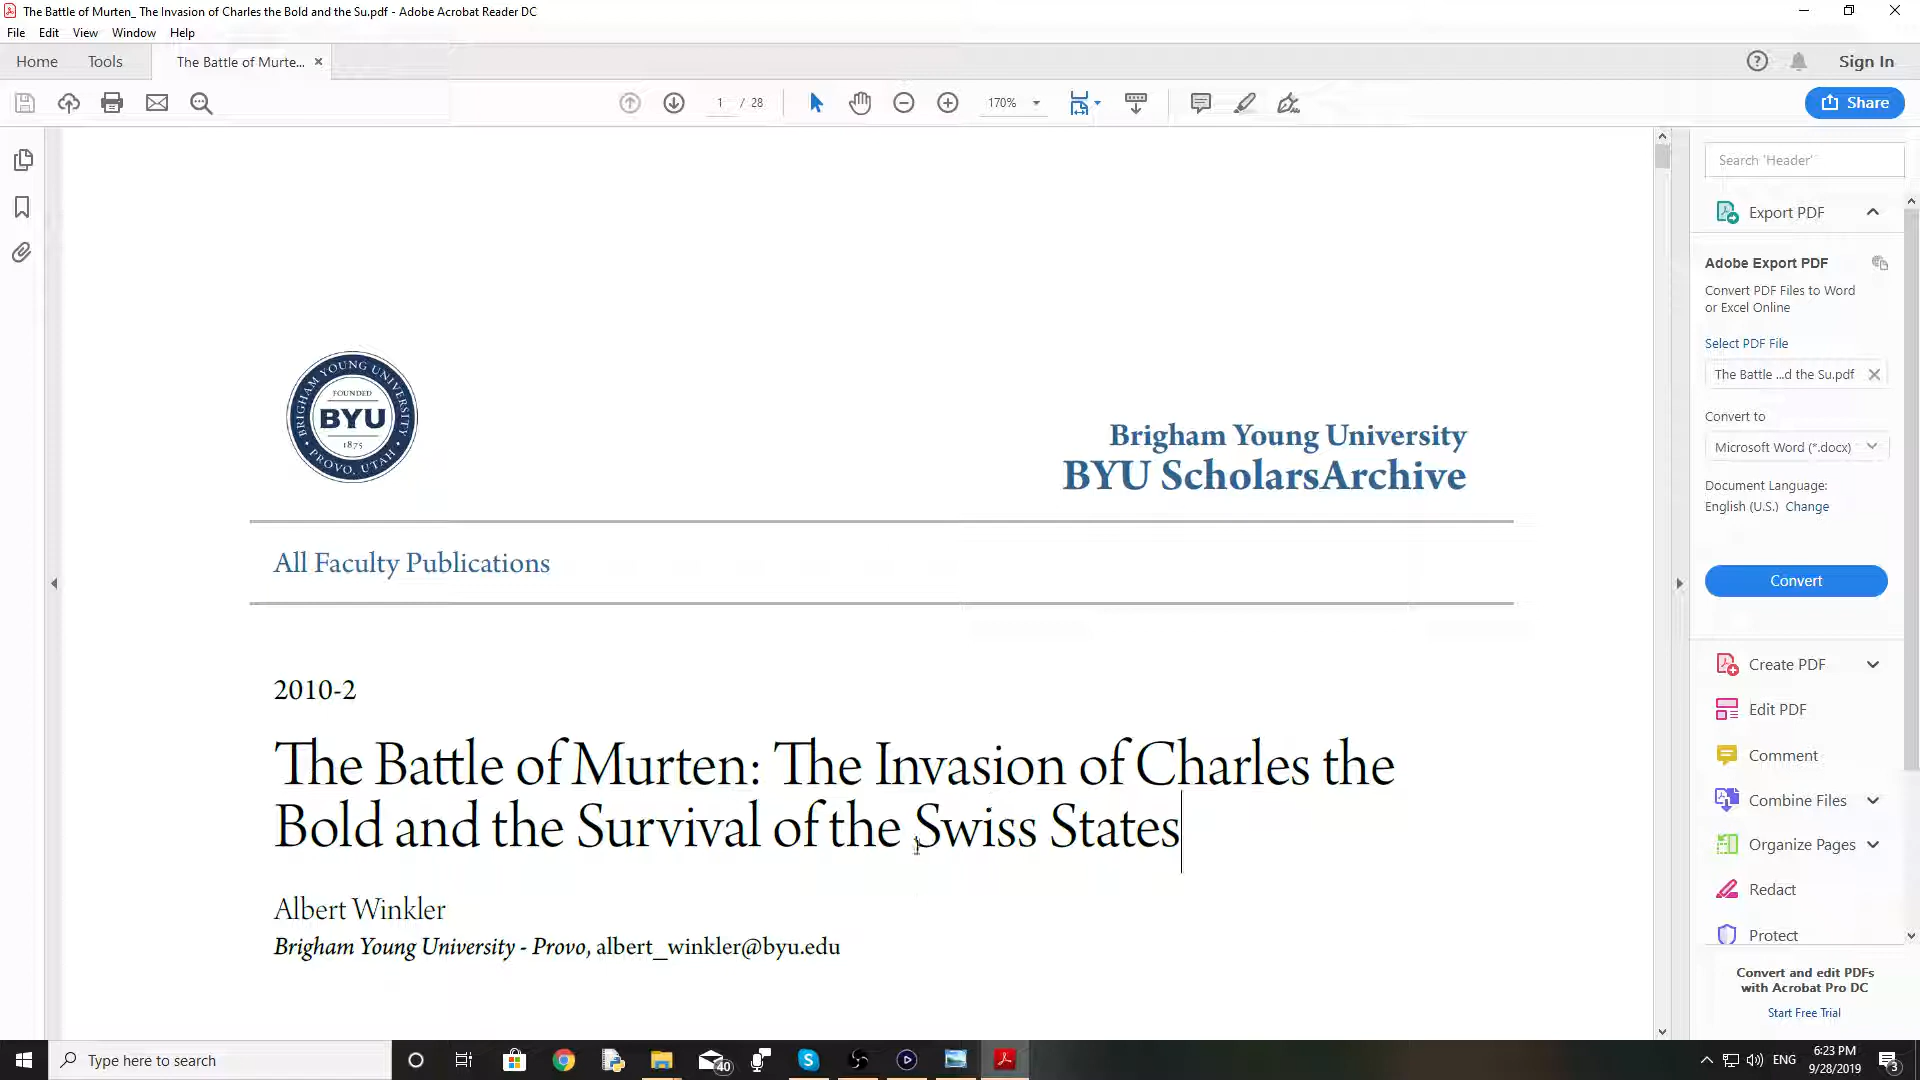 The Battle of Murten_ The Invasion of Charles the Bold and the Su.pdf - Adobe Acrobat Reader DC
File Edit View Window Help
Home Tools The Battle of Murte... ×
? Sign In
1 / 28
170%
Share
Search 'Header'
Export PDF
Adobe Export PDF
Convert PDF Files to Word
or Excel Online
Select PDF File
The Battle ...d the Su.pdf
Convert to
Microsoft Word (*.docx)
Document Language:
English (U.S.) Change
Convert
Create PDF
Edit PDF
Comment
Combine Files
Organize Pages
Redact
Protect
Convert and edit PDFs
with Acrobat Pro DC
Start Free Trial
BRIGHAM YOUNG UNIVERSITY
FOUNDED
BYU
1875
PROVO, UTAH
Brigham Young University
BYU ScholarsArchive
All Faculty Publications
2010-2
The Battle of Murten: The Invasion of Charles the
Bold and the Survival of the Swiss States
Albert Winkler
Brigham Young University - Provo, albert_winkler@byu.edu
Type here to search
40
ENG
6:23 PM
9/28/2019
3